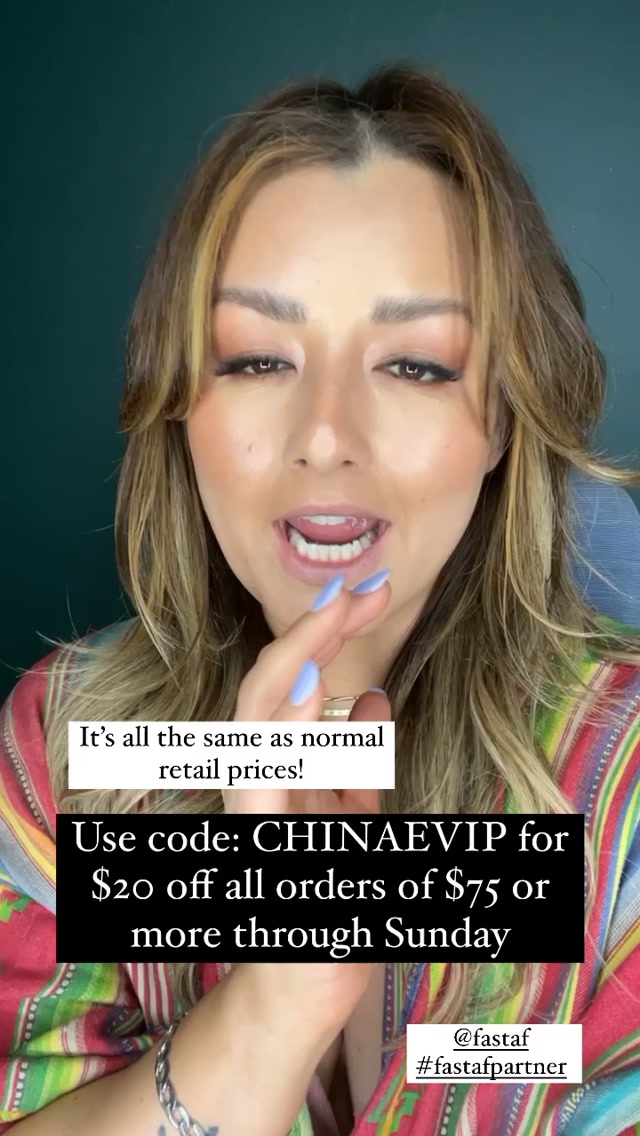 It's all the same as normal
retail prices!
Use code: CHINAEVIP for
$20 off all orders of $75 or
more through Sunday
@fastaf
#fastafpartner